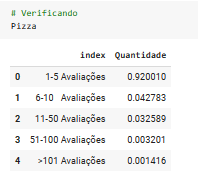 # Verificando
Pizza
index Quantidade
0 1-5 Avaliações 0.920010
1 6-10 Avaliações 0.042783
2 11-50 Avaliações 0.032589
3 51-100 Avaliações 0.003201
4 >101 Avaliações 0.001416